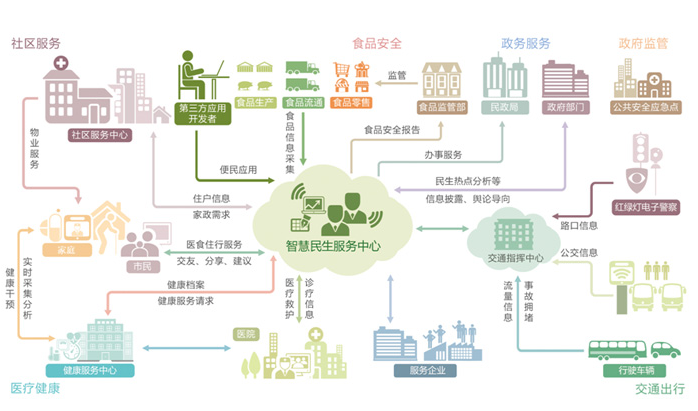 社区服务
食品安全
政务服务
政府监管
社区服务中心
第三方应用
开发者
食品生产
食品流通
食品零售
监管
食品监管部
民政局
政府部门
公共安全应急点
物业服务
食品信息采集
食品安全报告
办事服务
便民应用
民生热点分析等
信息披露、舆论导向
住户信息
家政需求
红绿灯电子警察
路口信息
家庭
市民
医食住行服务
交友、分享、建议
智慧民生服务中心
交通指挥中心
公交信息
健康干预
实时采集分析
健康档案
健康服务请求
医疗救护
诊疗信息
流量信息
事故拥堵
医院
健康服务中心
服务企业
行驶车辆
医疗健康
交通出行